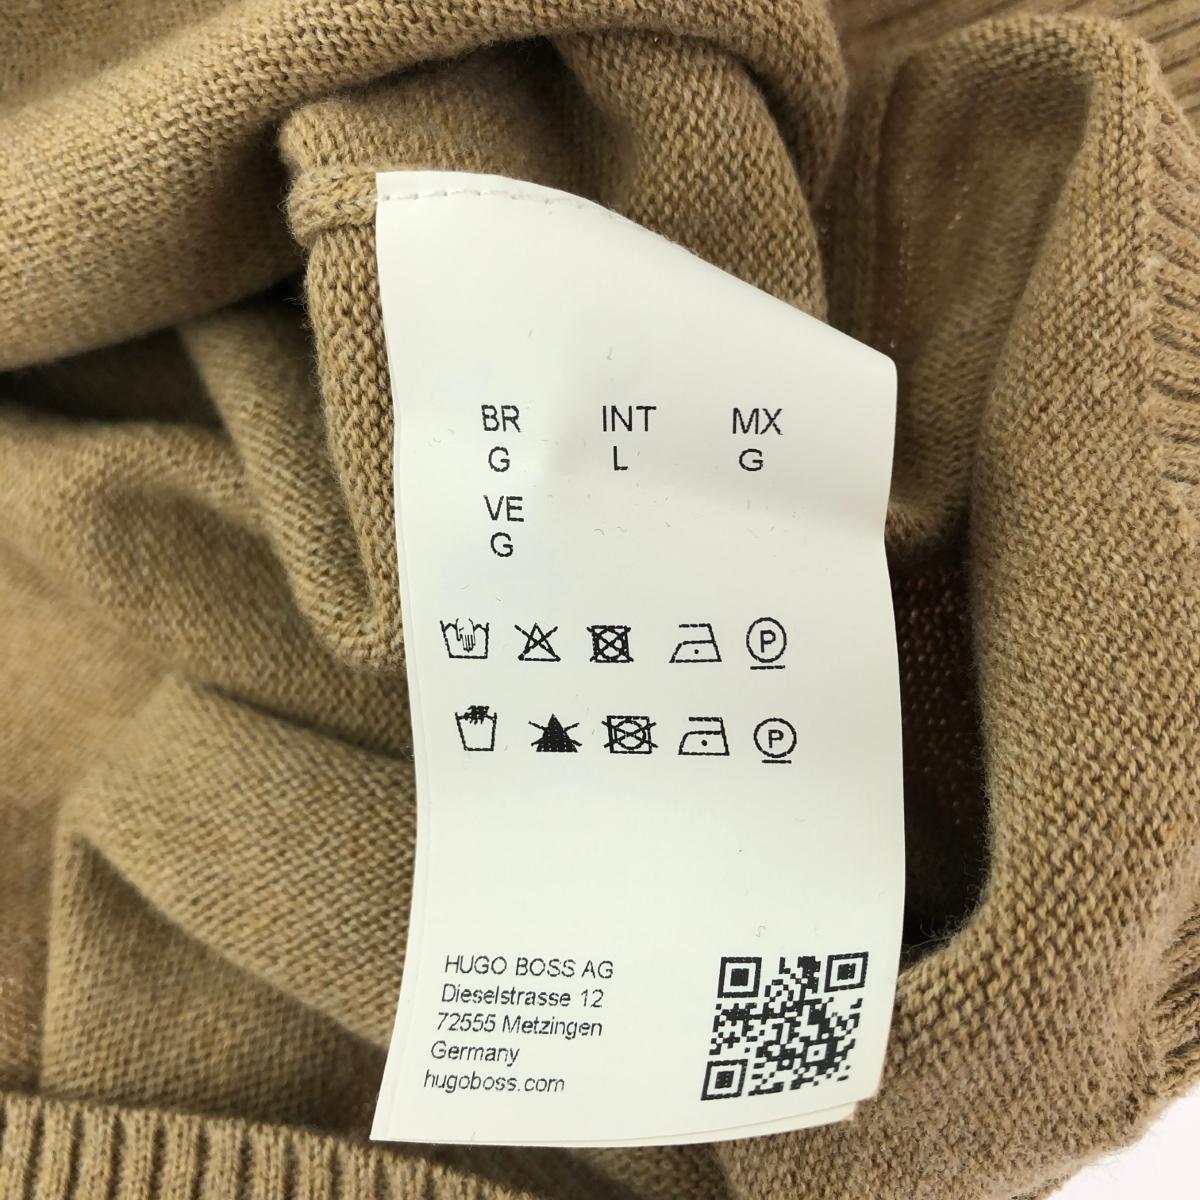 BR INT MX
G L G
VE
G
P
P
HUGO BOSS AG
Dieselstrasse 12
72555 Metzingen
Germany
hugoboss.com